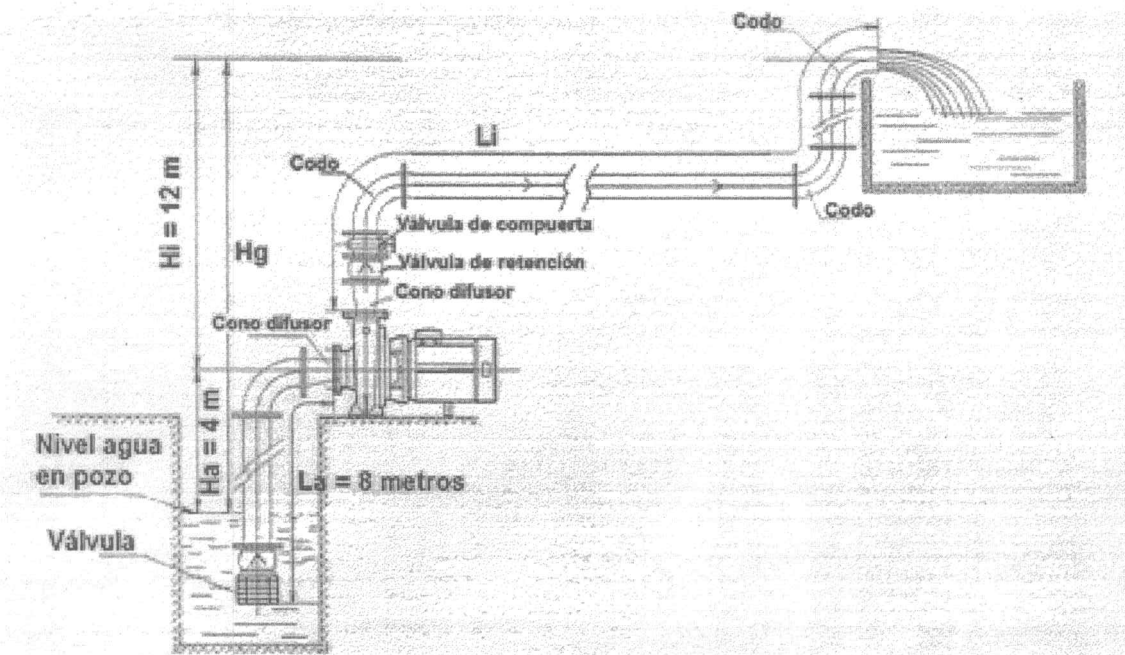 Codo
Li
Codo
Codo
Válvula de compuerta
Hi = 12 m
Hg
Válvula de retención
Cono difusor
Cono difusor
Nivel agua
en pozo
Ha = 4 m
La = 8 metros
Válvula